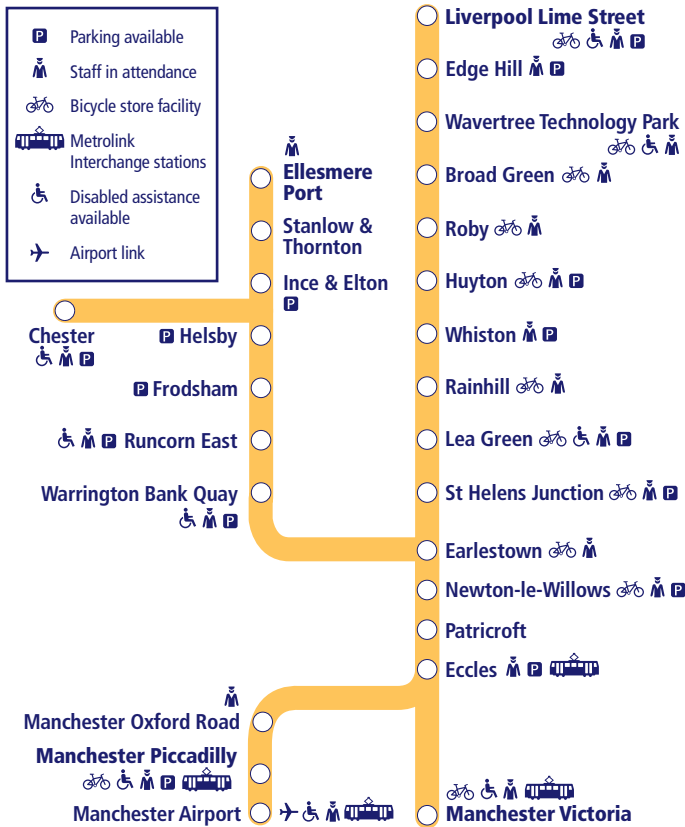 P Parking available
Staff in attendance
Bicycle store facility
Metrolink
Interchange stations
Disabled assistance
available
Airport link
Liverpool Lime Street
P
Edge Hill P
Wavertree Technology Park
Broad Green
Roby
Huyton P
Whiston P
Rainhill
Lea Green P
St Helens Junction P
Earlestown
Newton-le-Willows P
Patricroft
Eccles P
Manchester Victoria
Ellesmere
Port
Stanlow &
Thornton
Ince & Elton
P
Chester
P
P Helsby
P Frodsham
P Runcorn East
Warrington Bank Quay
P
Manchester Oxford Road
Manchester Piccadilly
P
Manchester Airport